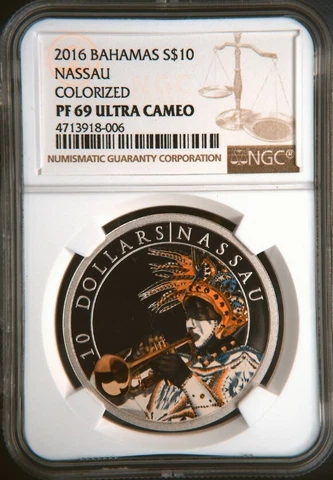 2016 BAHAMAS S$10
NASSAU
COLORIZED
PF 69 ULTRA CAMEO
4713918-006
NUMISMATIC GUARANTY CORPORATION
NGC®
10 DOLLARS|NASSAU